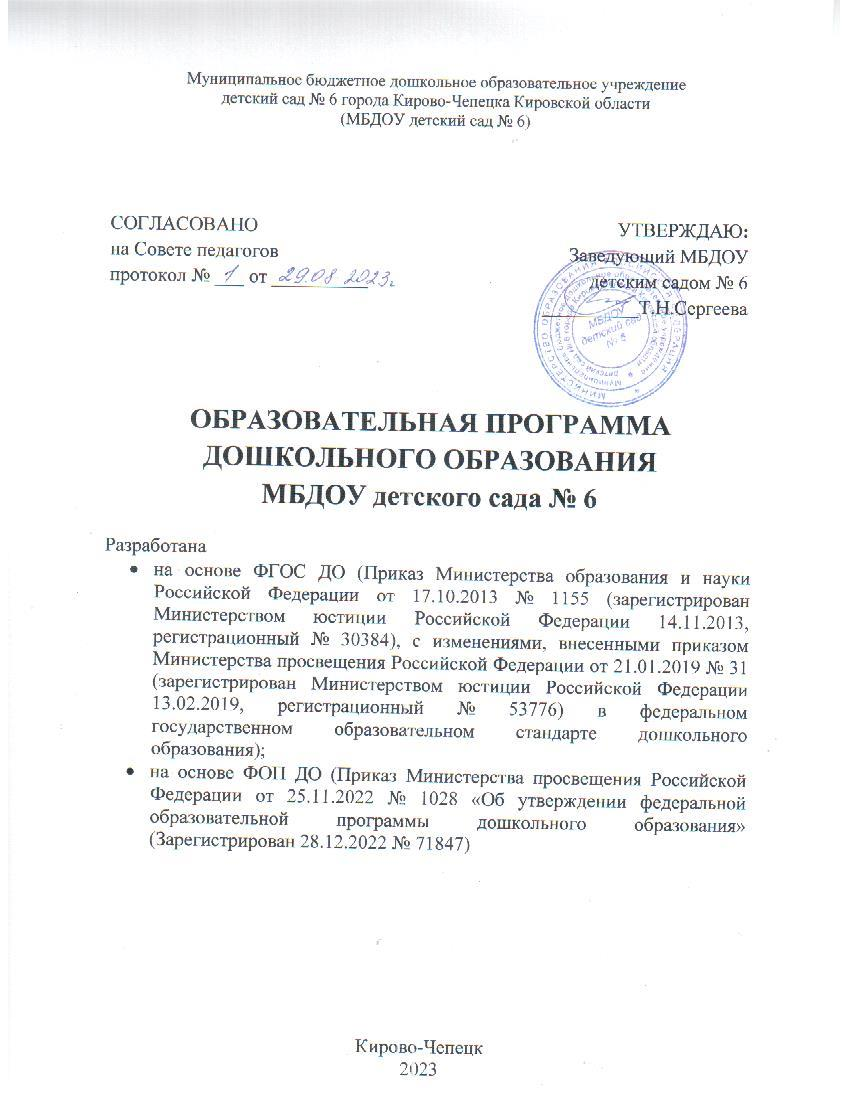 Муниципальное бюджетное дошкольное образовательное учреждение
детский сад № 6 города Кирово-Чепецка Кировской области
(МБДОУ детский сад № 6)
СОГЛАСОВАНО
на Совете педагогов
протокол № 1 от 29.08 2023г
УТВЕРЖДАЮ:
Заведующий МБДОУ
детским садом № 6
Т.Н.Сергеева
МБДОУ
детский сад
№ 6
ОБРАЗОВАТЕЛЬНАЯ ПРОГРАММА
ДОШКОЛЬНОГО ОБРАЗОВАНИЯ
МБДОУ детского сада № 6
Разработана
• на основе ФГОС ДО (Приказ Министерства образования и науки
Российской Федерации от 17.10.2013 № 1155 (зарегистрирован
Министерством юстиции Российской Федерации 14.11.2013,
регистрационный № 30384), с изменениями, внесенными приказом
Министерства просвещения Российской Федерации от 21.01.2019 № 31
(зарегистрирован Министерством юстиции Российской Федерации
13.02.2019, регистрационный № 53776) в федеральном
государственном образовательном стандарте дошкольного
образования);
• на основе ФОП ДО (Приказ Министерства просвещения Российской
Федерации от 25.11.2022 № 1028 «Об утверждении федеральной
образовательной программы дошкольного образования»
(Зарегистрирован 28.12.2022 № 71847)
Кирово-Чепецк
2023